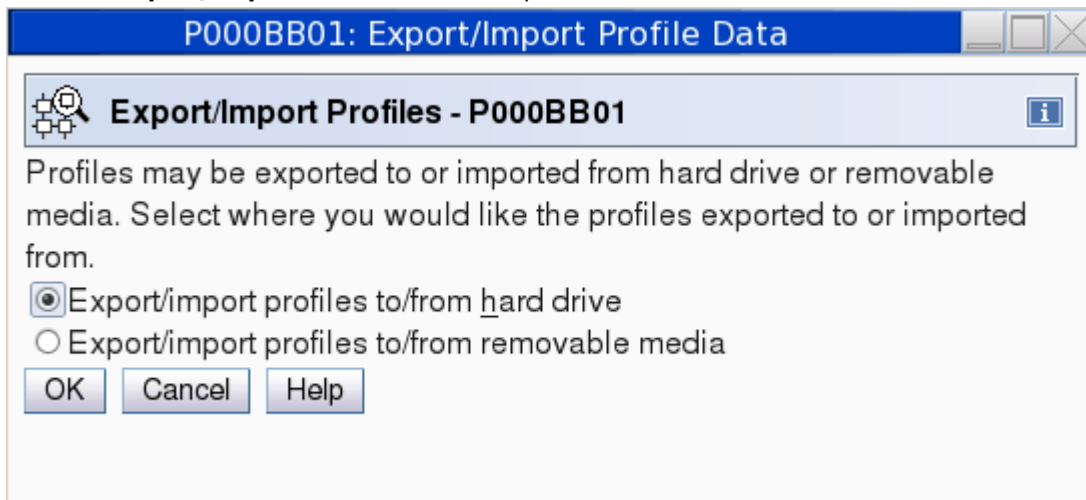 P000BB01: Export/Import Profile Data
Export/Import Profiles - P000BB01
Profiles may be exported to or imported from hard drive or removable
media. Select where you would like the profiles exported to or imported
from.
Export/import profiles to/from hard drive
Export/import profiles to/from removable media
OK Cancel Help